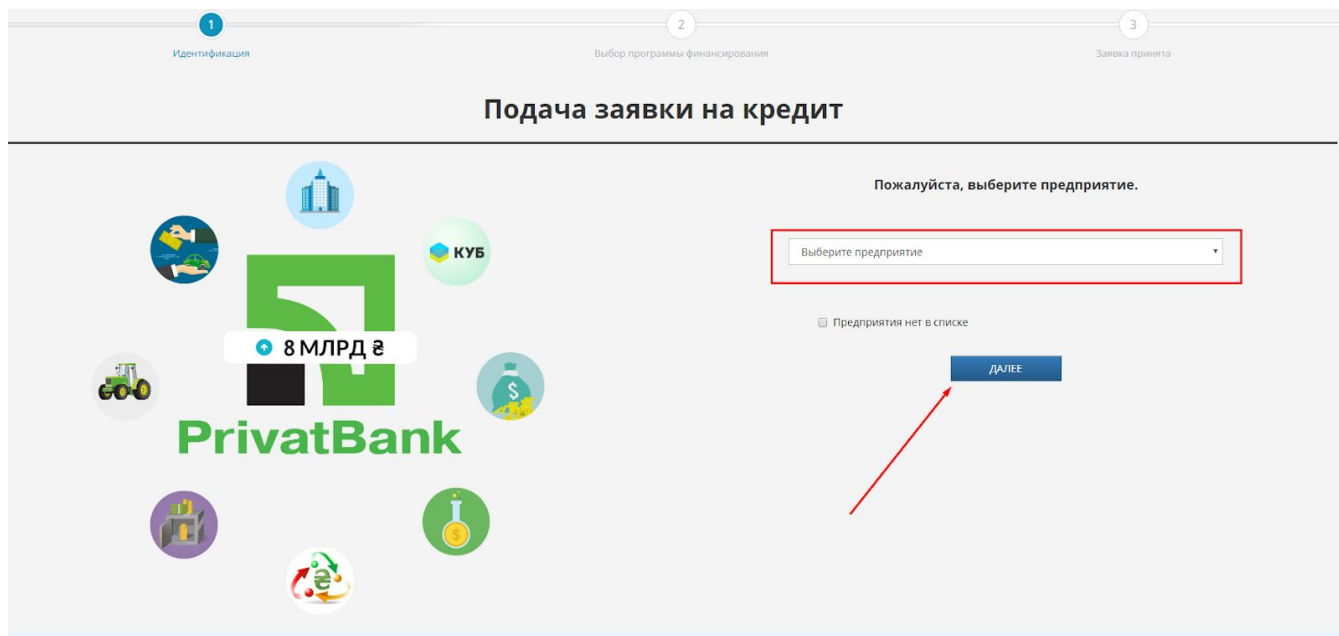 1
2
3
Идентификация
Выбор программы финансирования
Заявка принята
Подача заявки на кредит
Пожалуйста, выберите предприятие.
КУБ
Выберите предприятие
Предприятия нет в списке
8 МЛРД ₴
ДАЛЕЕ
$
PrivatBank
$
₴